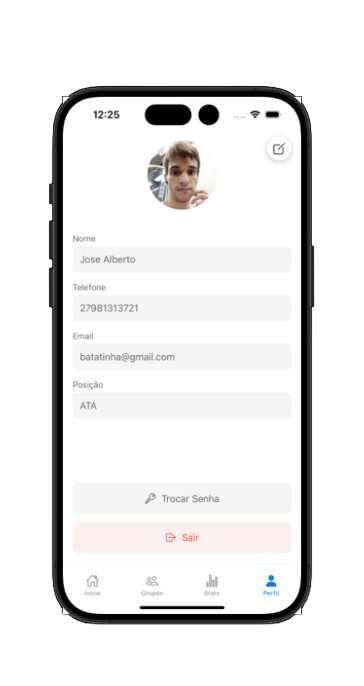 12:25
Nome
Jose Alberto
Telefone
27981313721
Email
batatinha@gmail.com
Posição
ATA
Trocar Senha
Sair
Início
Grupos
Stats
Perfil